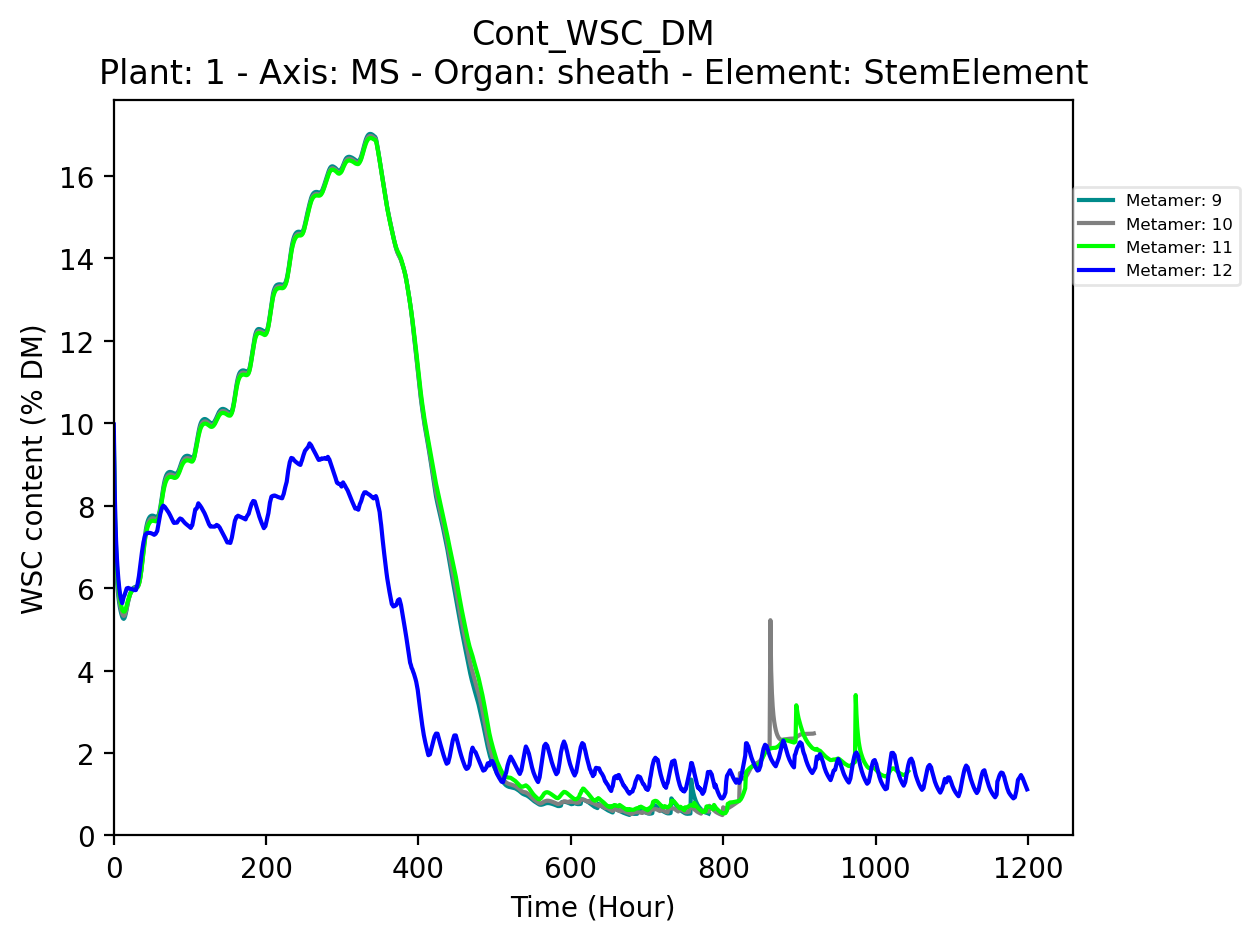 Cont_WSC_DM
Plant: 1 - Axis: MS - Organ: sheath - Element: StemElement
WSC content (% DM)
16
14
12
10
8
6
4
2
0
0 200 400 600 800 1000 1200
Time (Hour)
Metamer: 9
Metamer: 10
Metamer: 11
Metamer: 12